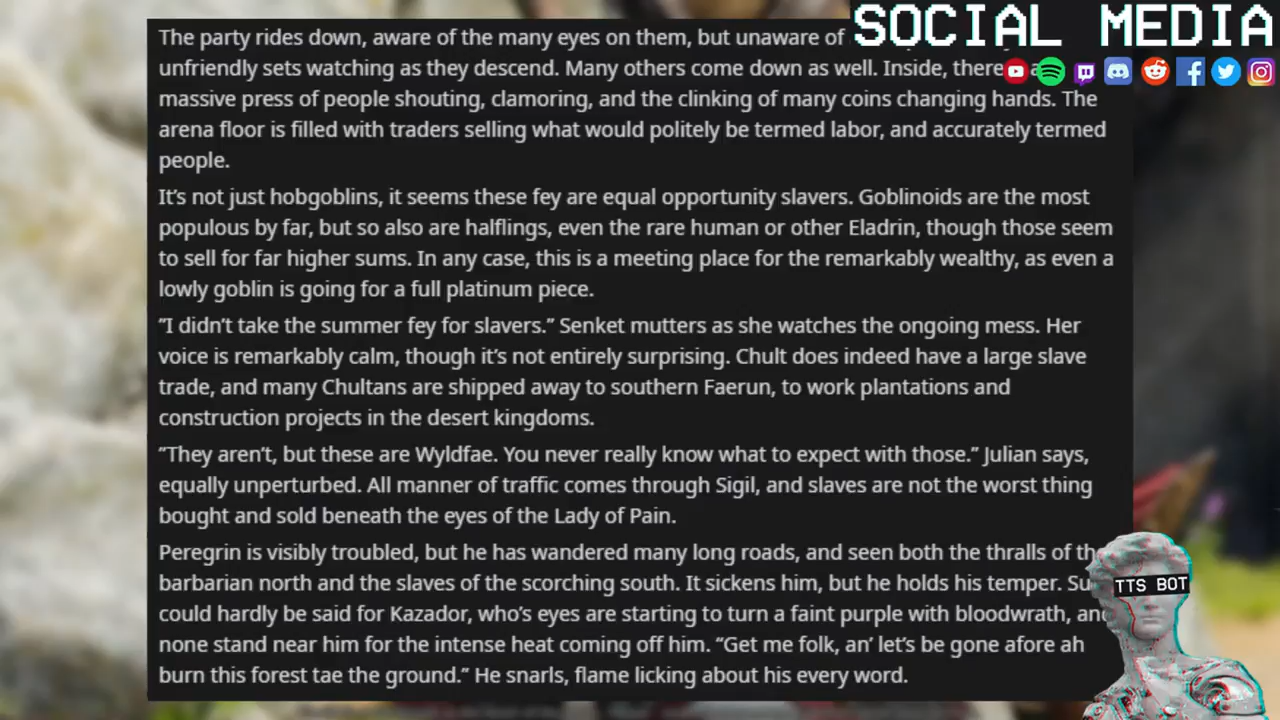 SOCIAL MEDIA
The party rides down, aware of the many eyes on them, but unaware of
unfriendly sets watching as they descend. Many others come down as well. Inside, there
massive press of people shouting, clamoring, and the clinking of many coins changing hands. The
arena floor is filled with traders selling what would politely be termed labor, and accurately termed
people.
It's not just hobgoblins, it seems these fey are equal opportunity slavers. Goblinoids are the most
populous by far, but so also are halflings, even the rare human or other Eladrin, though those seem
to sell for far higher sums. In any case, this is a meeting place for the remarkably wealthy, as even a
lowly goblin is going for a full platinum piece.
"I didn't take the summer fey for slavers." Senket mutters as she watches the ongoing mess. Her
voice is remarkably calm, though it's not entirely surprising. Chult does indeed have a large slave
trade, and many Chultans are shipped away to southern Faerun, to work plantations and
construction projects in the desert kingdoms.
"They aren't, but these are Wyldfae. You never really know what to expect with those." Julian says,
equally unperturbed. All manner of traffic comes through Sigil, and slaves are not the worst thing
bought and sold beneath the eyes of the Lady of Pain.
Peregrin is visibly troubled, but he has wandered many long roads, and seen both the thralls of
barbarian north and the slaves of the scorching south. It sickens him, but he holds his temper.
could hardly be said for Kazador, who's eyes are starting to turn a faint purple with bloodwrath,
none stand near him for the intense heat coming off him. "Get me folk, an' let's be gone afore ah
burn this forest tae the ground." He snarls, flame licking about his every word.
TTS BOT